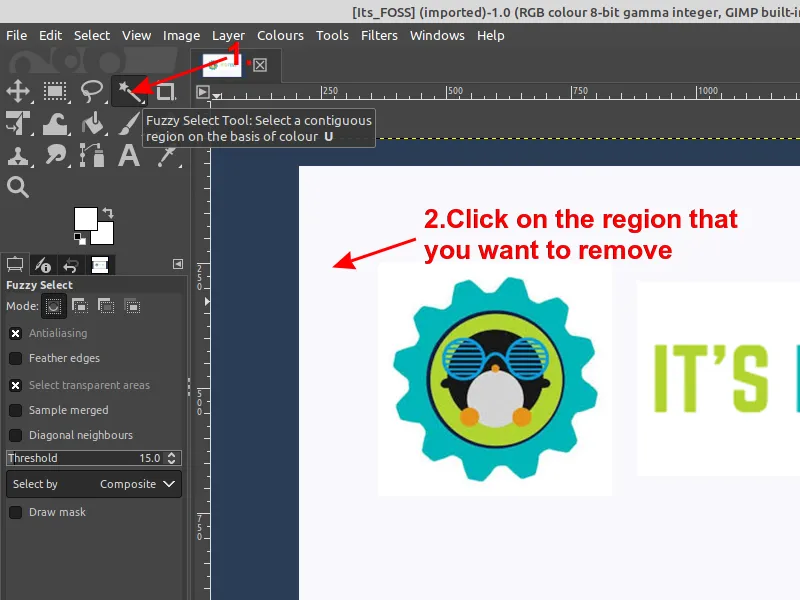 [Its_FOSS] (imported)-1.0 (RGB colour 8-bit gamma integer, GIMP built-in
File Edit Select View Image Layer Colours Tools Filters Windows Help
1
250 500 750 1000
Fuzzy Select Tool: Select a contiguous
region on the basis of colour U
2.Click on the region that
you want to remove
250
500
750
Fuzzy Select
Mode:
Antialiasing
Feather edges
Select transparent areas
Sample merged
Diagonal neighbours
Threshold 15.0
Select by Composite
Draw mask
IT'S